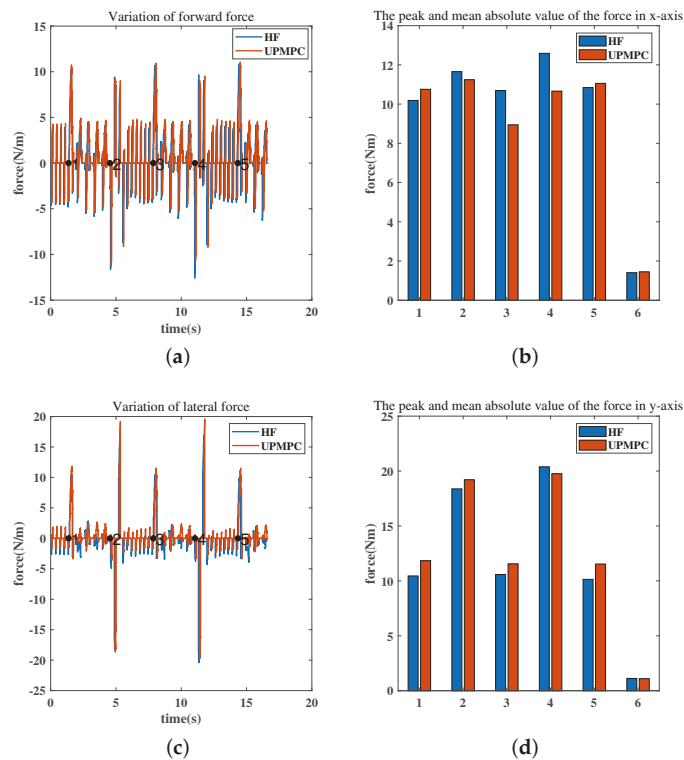 Variation of forward force
HF
UPMPC
15
10
5
0
-5
-10
-15
force(N/m)
1
2
3
4
5
0
5
10
15
20
time(s)
(a)
The peak and mean absolute value of the force in x-axis
HF
UPMPC
14
12
10
8
6
4
2
0
force(Nm)
1
2
3
4
5
6
(b)
Variation of lateral force
HF
UPMPC
20
15
10
5
0
-5
-10
-15
-20
-25
force(N/m)
1
2
3
4
5
0
5
10
15
20
time(s)
(c)
The peak and mean absolute value of the force in y-axis
HF
UPMPC
25
20
15
10
5
0
force(Nm)
1
2
3
4
5
6
(d)